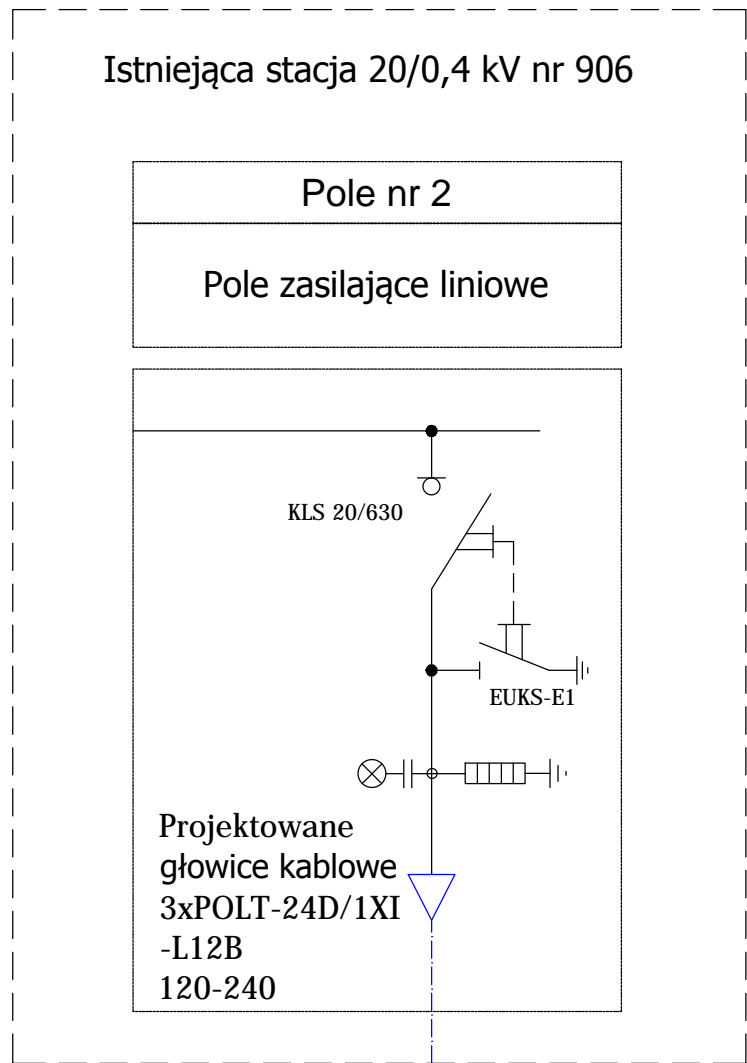 Istniejąca stacja 20/0,4 kV nr 906
Pole nr 2
Pole zasilające liniowe
KLS 20/630
EUKS-E1
Projektowane
głowice kablowe
3xPOLT-24D/1XI
-L12B
120-240